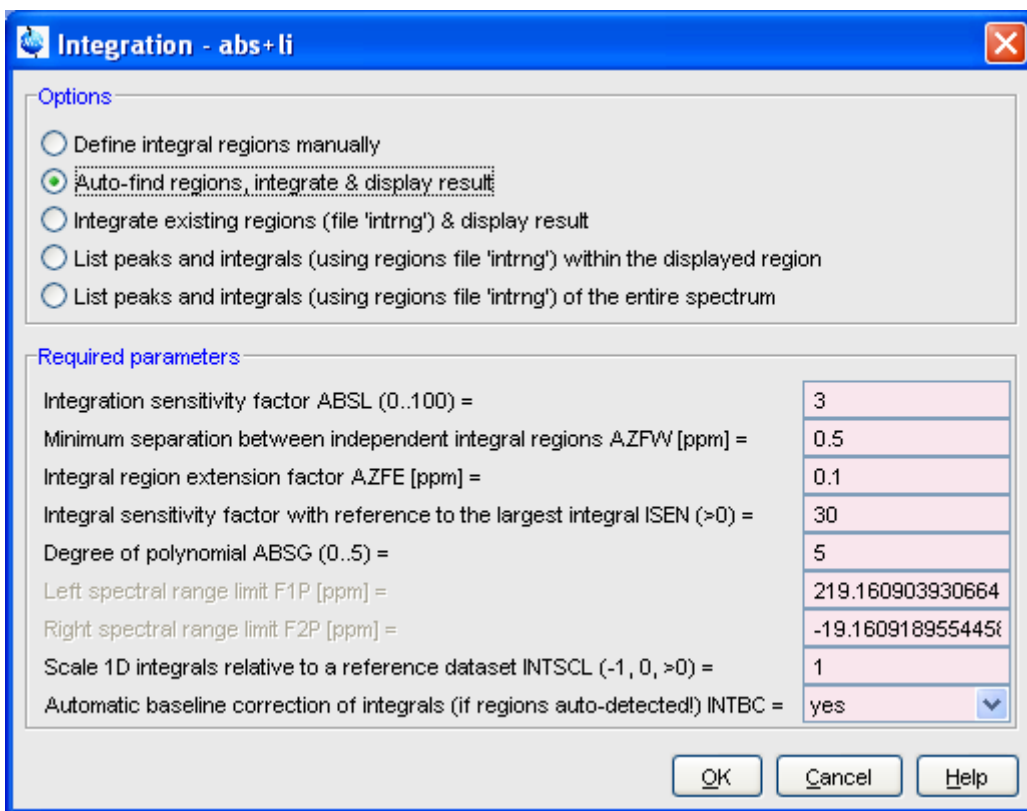 Integration - abs+li
Options
Define integral regions manually
Auto-find regions, integrate & display result
Integrate existing regions (file 'intrng') & display result
List peaks and integrals (using regions file 'intrng') within the displayed region
List peaks and integrals (using regions file 'intrng') of the entire spectrum
Required parameters
Integration sensitivity factor ABSL (0..100) = 3
Minimum separation between independent integral regions AZFW [ppm] = 0.5
Integral region extension factor AZFE [ppm] = 0.1
Integral sensitivity factor with reference to the largest integral ISEN (>0) = 30
Degree of polynomial ABSG (0..5) = 5
Left spectral range limit F1P [ppm] = 219.160903930664
Right spectral range limit F2P [ppm] = -19.1609189554458
Scale 1D integrals relative to a reference dataset INTSCL (-1, 0, >0) = 1
Automatic baseline correction of integrals (if regions auto-detected!) INTBC = yes
OK Cancel Help